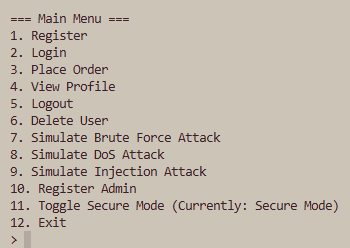 === Main Menu ===
1. Register
2. Login
3. Place Order
4. View Profile
5. Logout
6. Delete User
7. Simulate Brute Force Attack
8. Simulate DoS Attack
9. Simulate Injection Attack
10. Register Admin
11. Toggle Secure Mode (Currently: Secure Mode)
12. Exit
>